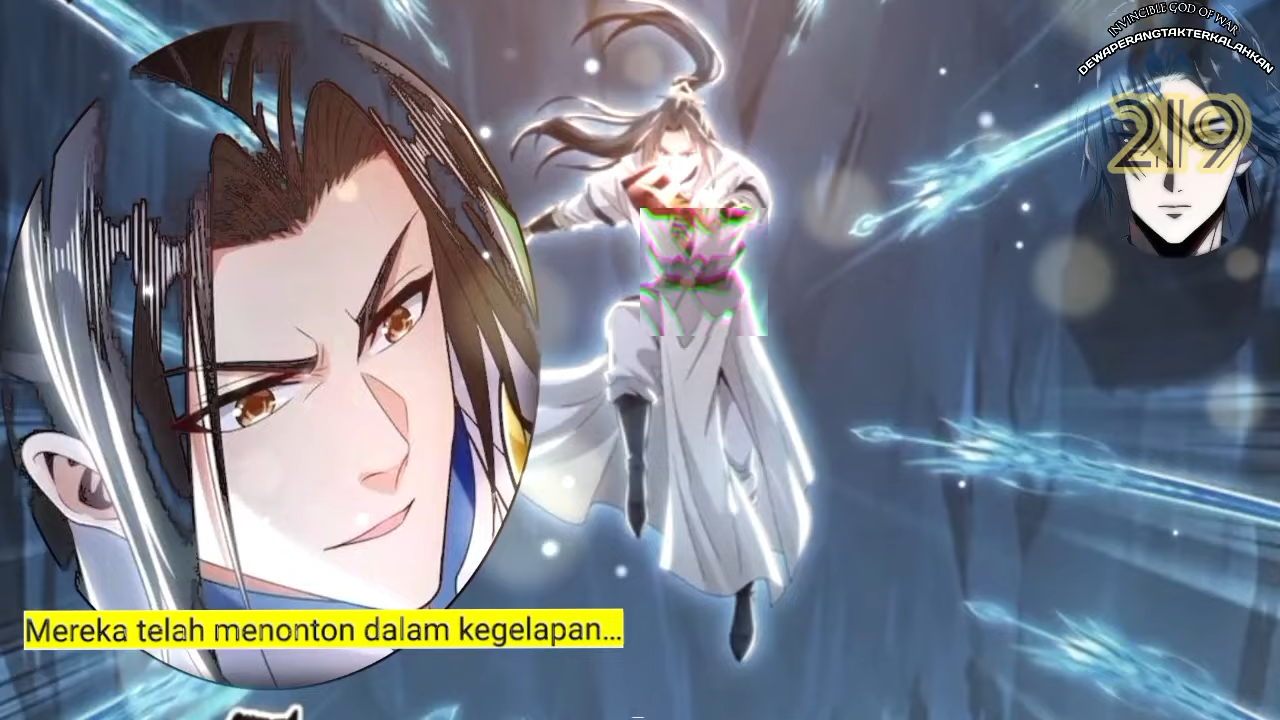 INVINCIBLE GOD OF WAR
DEWAPERANGTAKTERKALAHKAN
219
Mereka telah menonton dalam kegelapan...